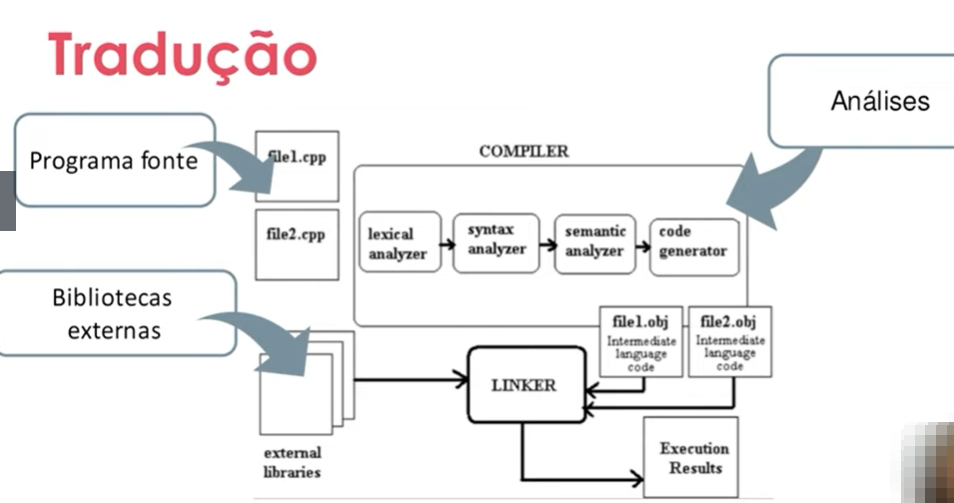 Tradução
Análises
Programa fonte
file1.cpp
COMPILER
file2.cpp
lexical
analyzer
syntax
analyzer
semantic
analyzer
code
generator
Bibliotecas
externas
file1.obj
Intermediate
language
code
file2.obj
Intermediate
language
code
LINKER
external
libraries
Execution
Results